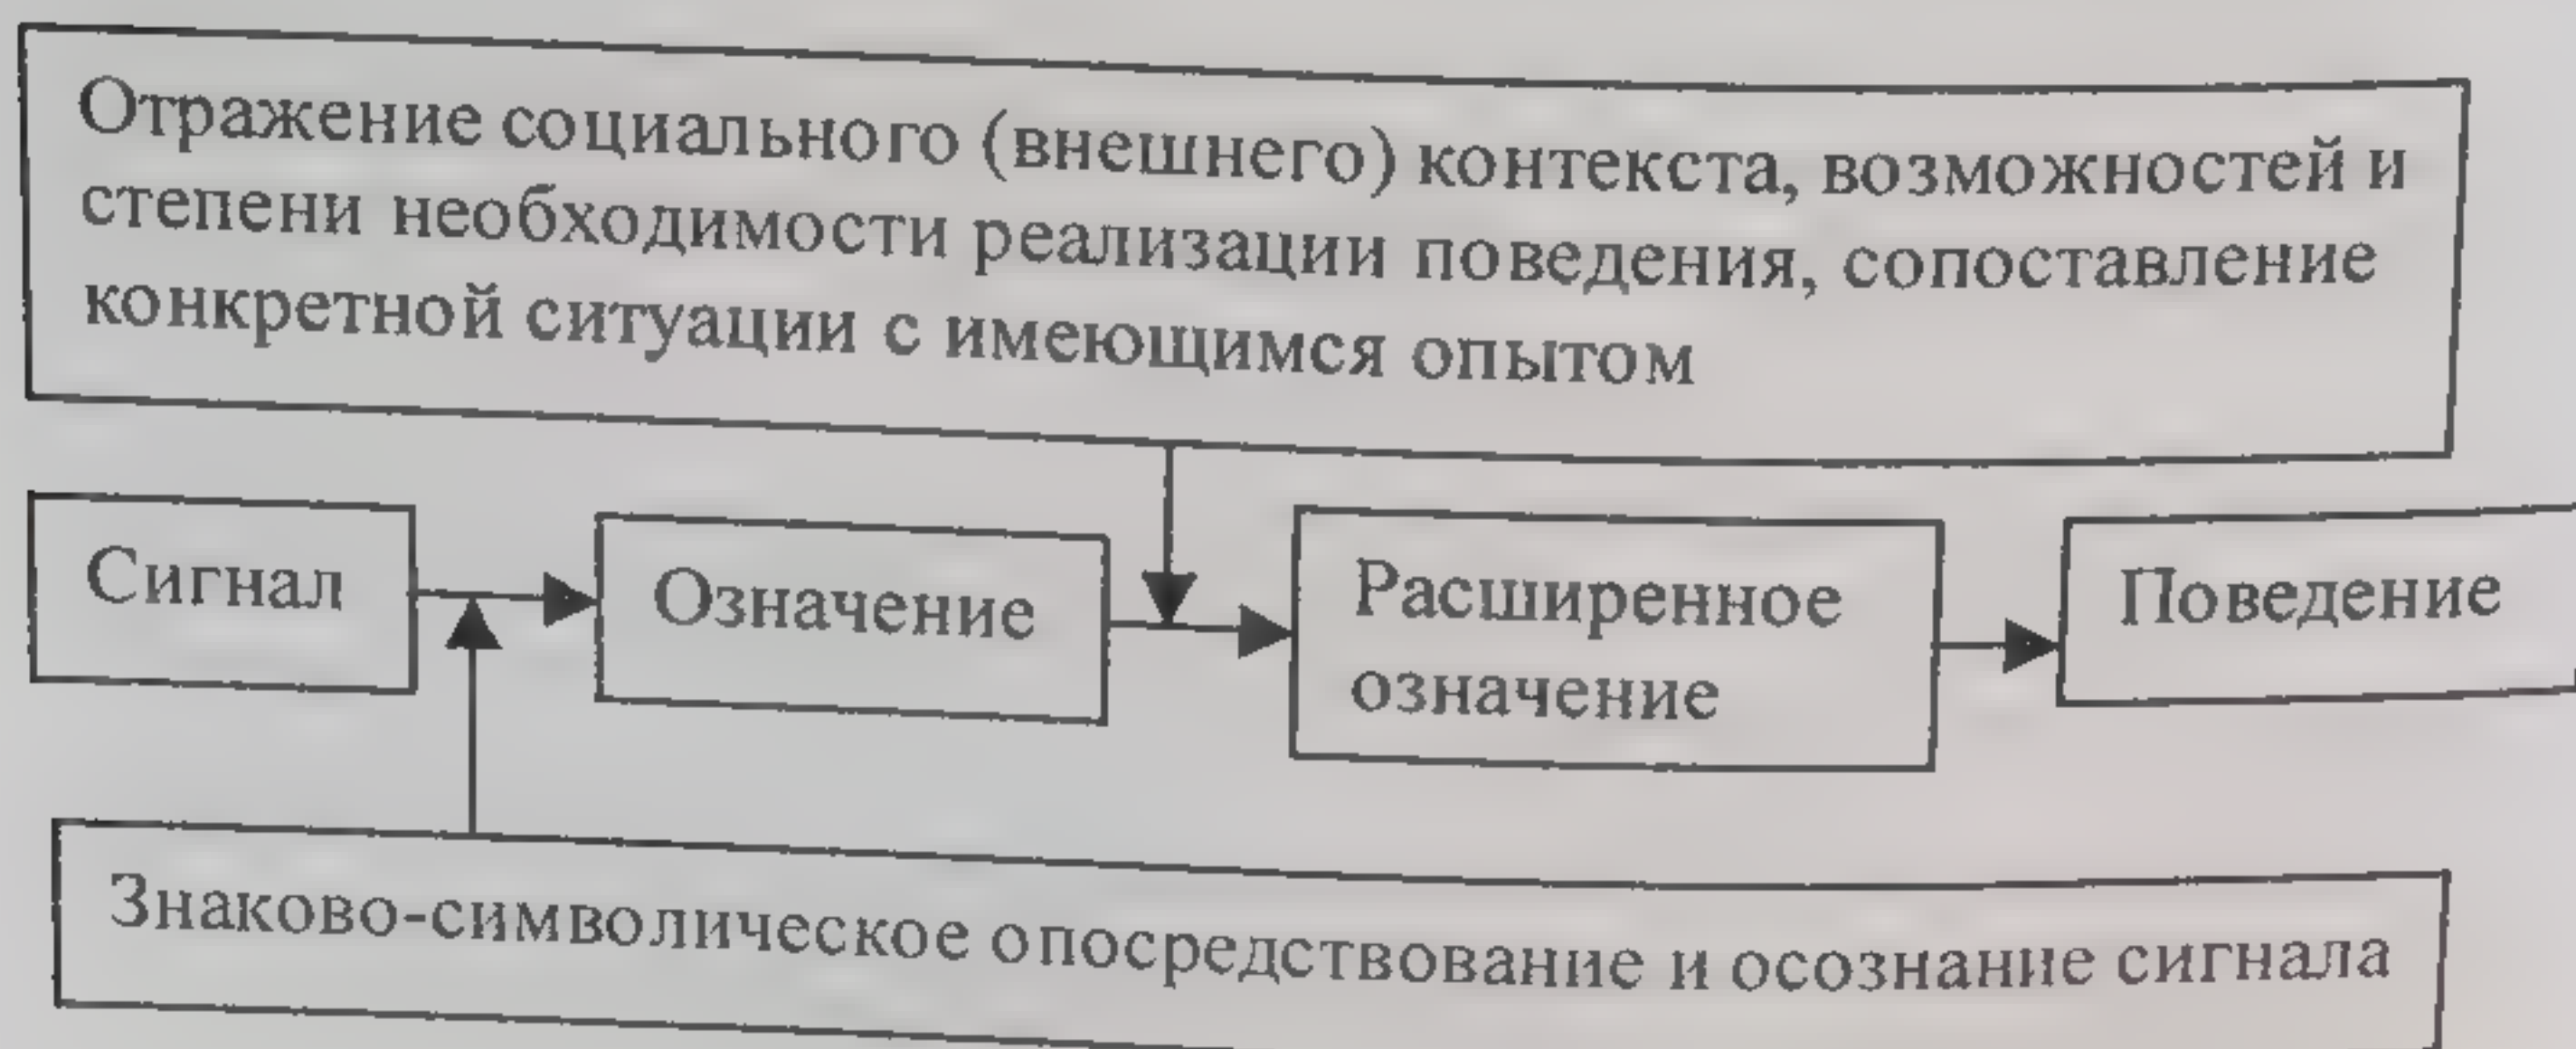 Отражение социального (внешнего) контекста, возможностей и
степени необходимости реализации поведения, сопоставление
конкретной ситуации с имеющимся опытом
Сигнал
Означение
Расширенное
означение
Поведение
Знаково-символическое опосредствование и осознание сигнала